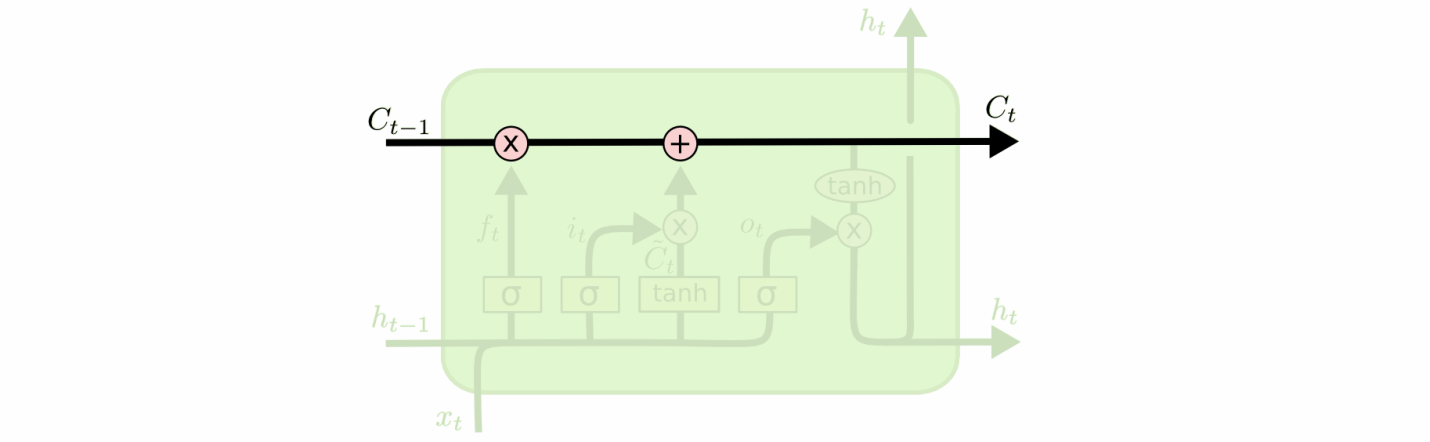 h_t
C_{t-1} C_t
x +
tanh
f_t i_t x o_t x
C̃_t
σ σ tanh σ
h_{t-1} h_t
x_t